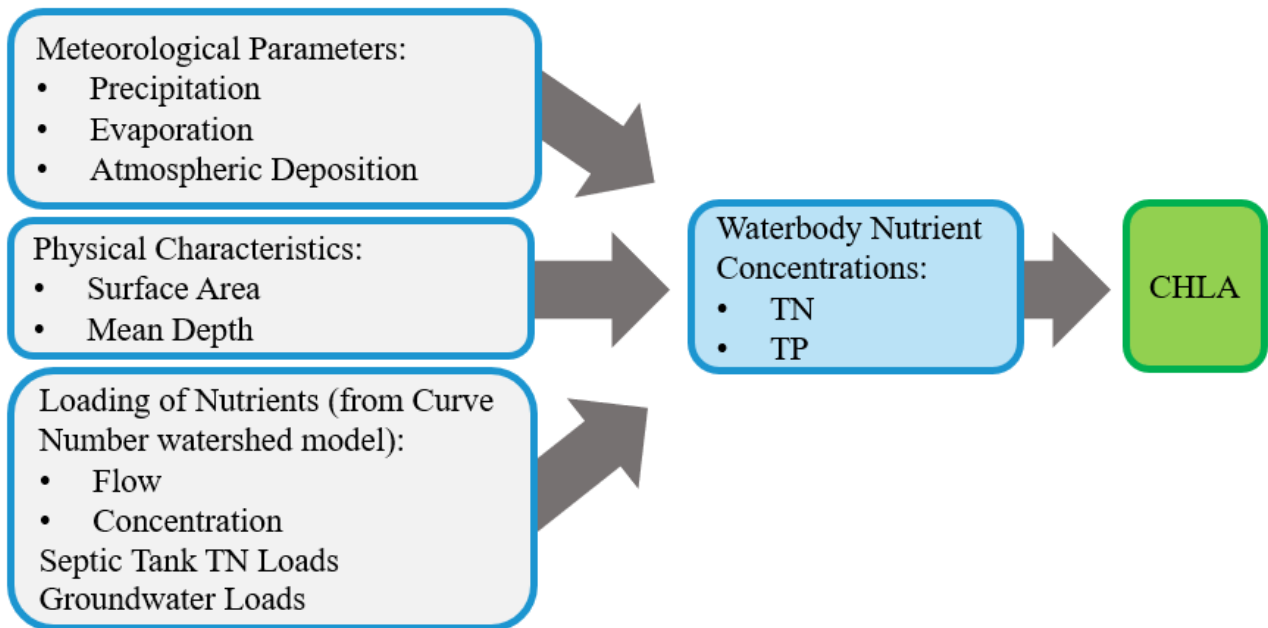 Meteorological Parameters:
• Precipitation
• Evaporation
• Atmospheric Deposition
Physical Characteristics:
• Surface Area
• Mean Depth
Loading of Nutrients (from Curve
Number watershed model):
• Flow
• Concentration
Septic Tank TN Loads
Groundwater Loads
Waterbody Nutrient
Concentrations:
• TN
• TP
CHLA